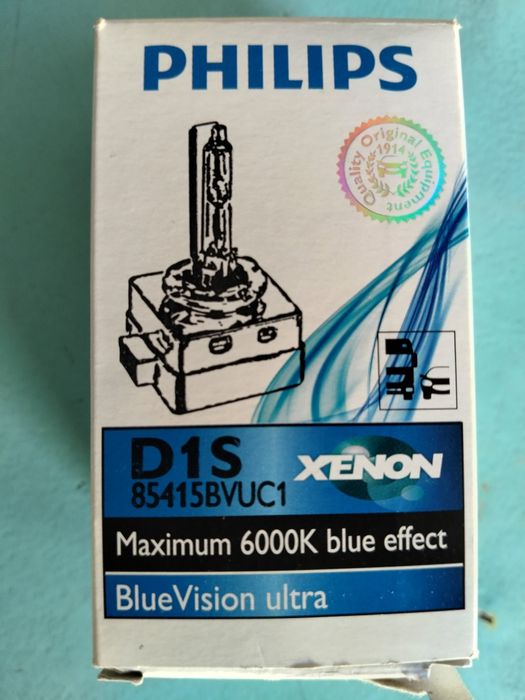 PHILIPS
Quality Original Equipment
1914
D1S
XENON
85415BVUC1
Maximum 6000K blue effect
BlueVision ultra